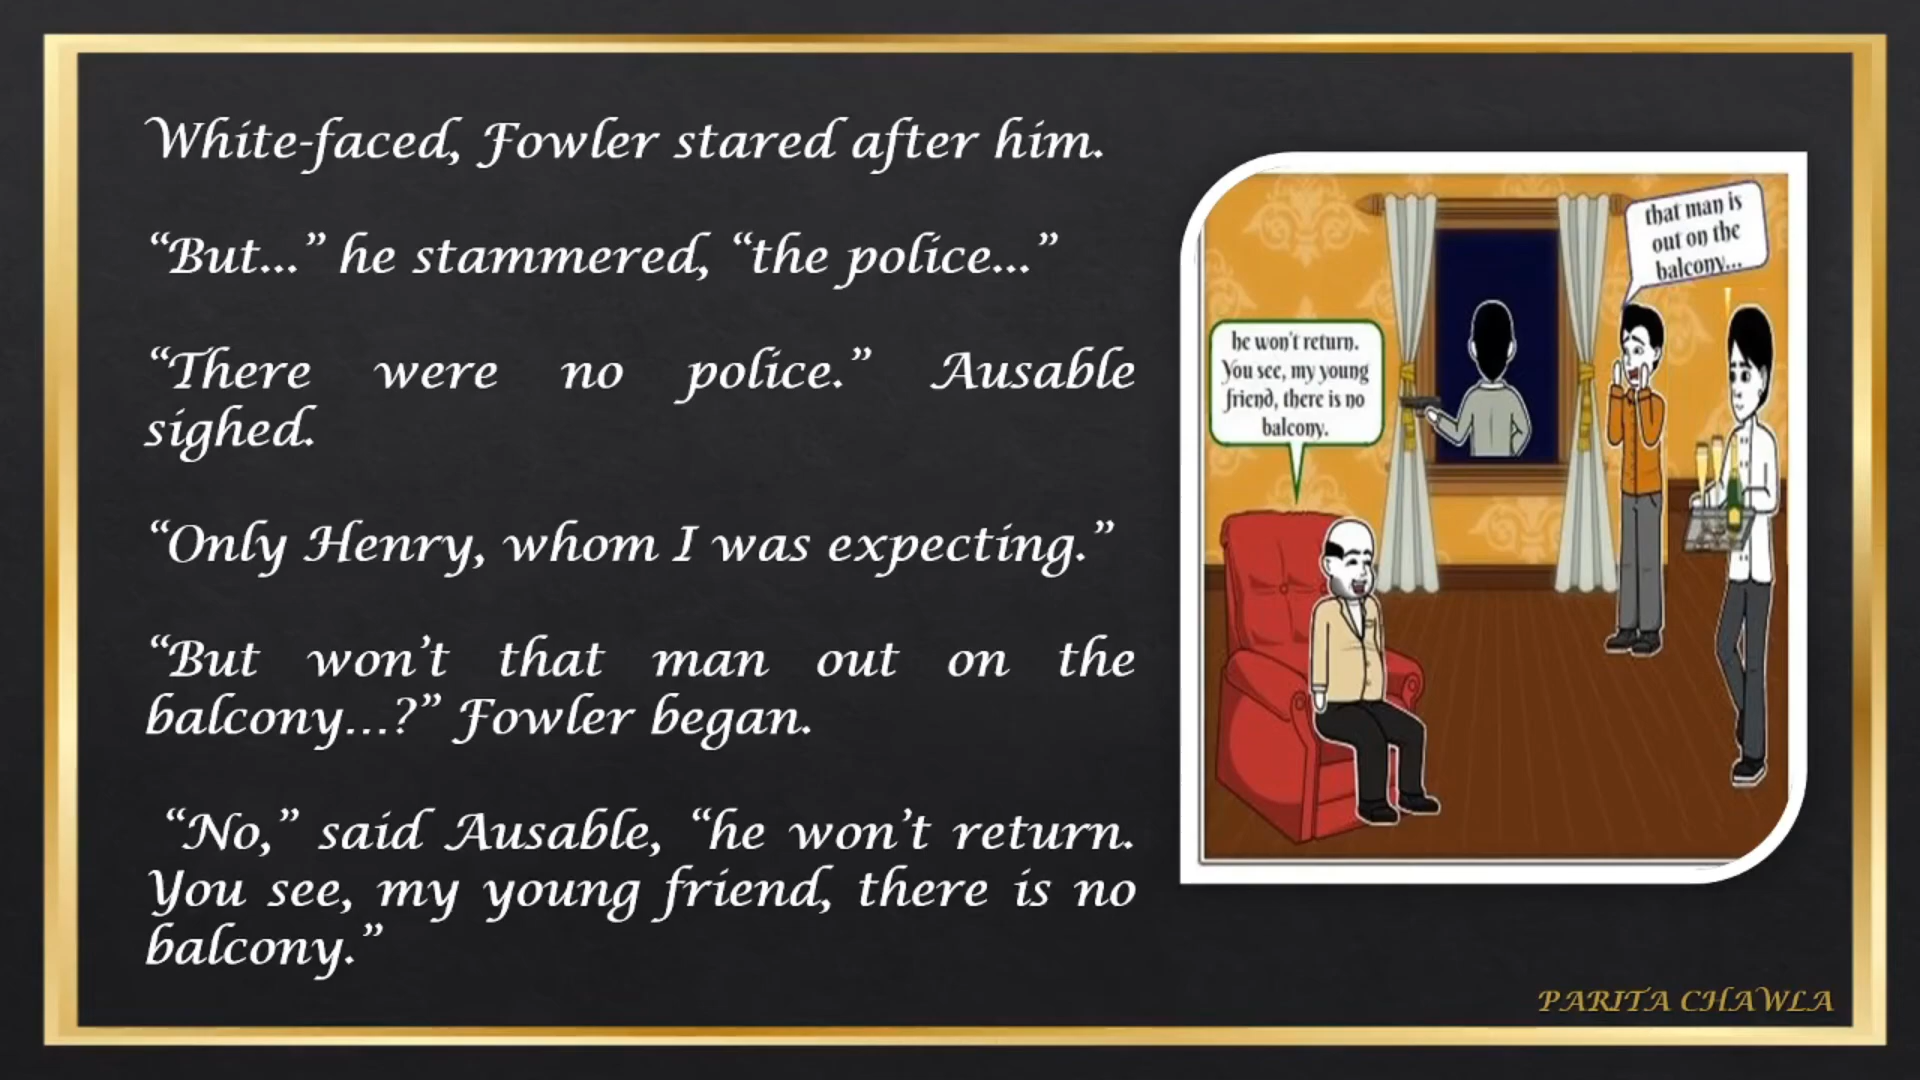 White-faced, Fowler stared after him.
“But...” he stammered, “the police...”
“There were no police.” Ausable
sighed.
“Only Henry, whom I was expecting.”
“But won’t that man out on the
balcony...?” Fowler began.
“No,” said Ausable, “he won’t return.
You see, my young friend, there is no
balcony.”
that man is
out on the
balcony...
he won't return.
You see, my young
friend, there is no
balcony.
PARITA CHAWLA